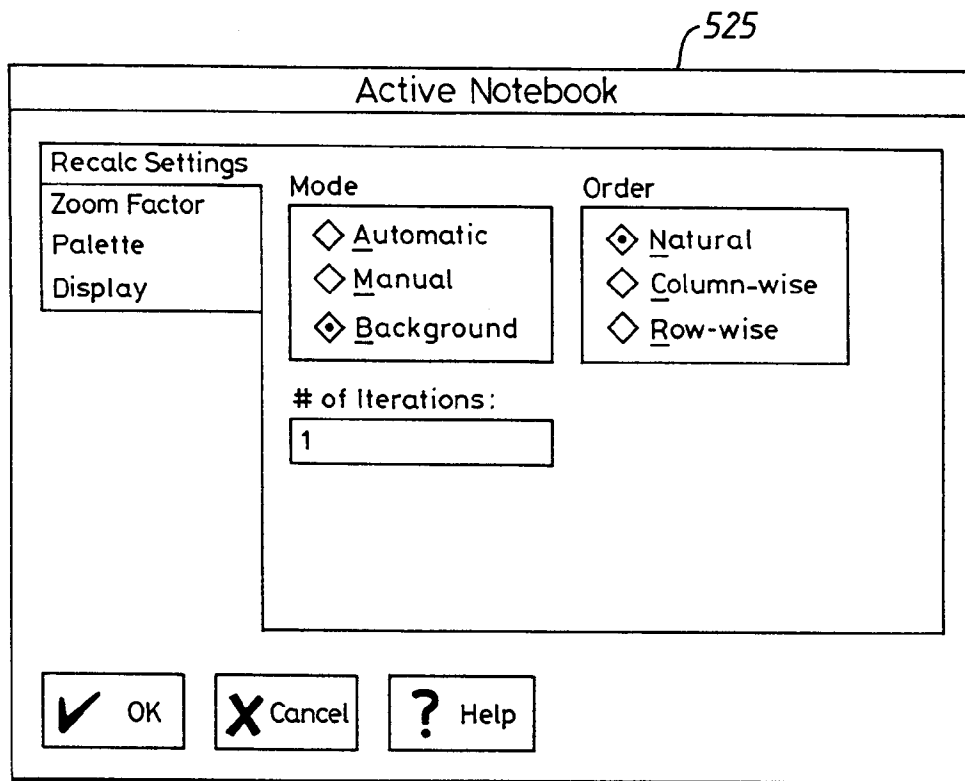 525
Active Notebook
Recalc Settings
Zoom Factor
Palette
Display
Mode
Automatic
Manual
Background
Order
Natural
Column-wise
Row-wise
# of Iterations:
1
OK
Cancel
? Help